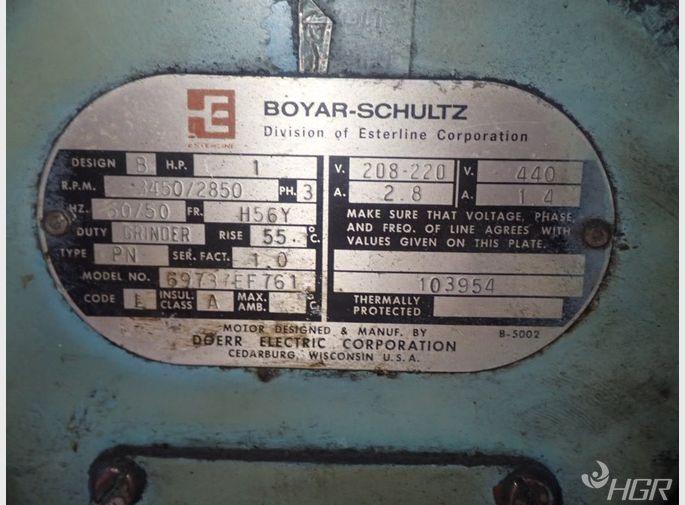 BOYAR-SCHULTZ
Division of Esterline Corporation
ESTERLINE
DESIGN B H.P. 1
R.P.M. 3450/2850 PH. 3
HZ. 60/50 FR. H56Y
DUTY GRINDER RISE 55 °C.
TYPE PN SER. FACT. 1.0
MODEL NO.
CODE INSUL. CLASS A MAX. AMB. °C.
V. 208-220 V. 440
A. 2.8 A. 1.4
MAKE SURE THAT VOLTAGE, PHASE,
AND FREQ. OF LINE AGREES WITH
VALUES GIVEN ON THIS PLATE.
103954
THERMALLY PROTECTED
MOTOR DESIGNED & MANUF. BY
DOERR ELECTRIC CORPORATION
CEDARBURG, WISCONSIN U.S.A.
B-5002
HGR